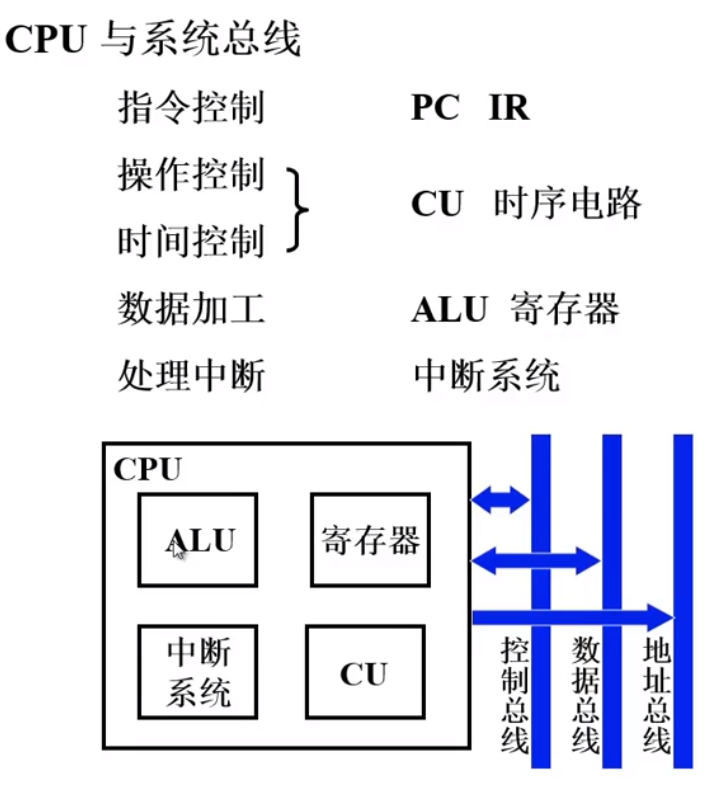 CPU 与系统总线
指令控制 PC IR
操作控制
时间控制
CU 时序电路
数据加工 ALU 寄存器
处理中断 中断系统
CPU
ALU 寄存器
中断
系统
CU
控制总线
数据总线
地址总线